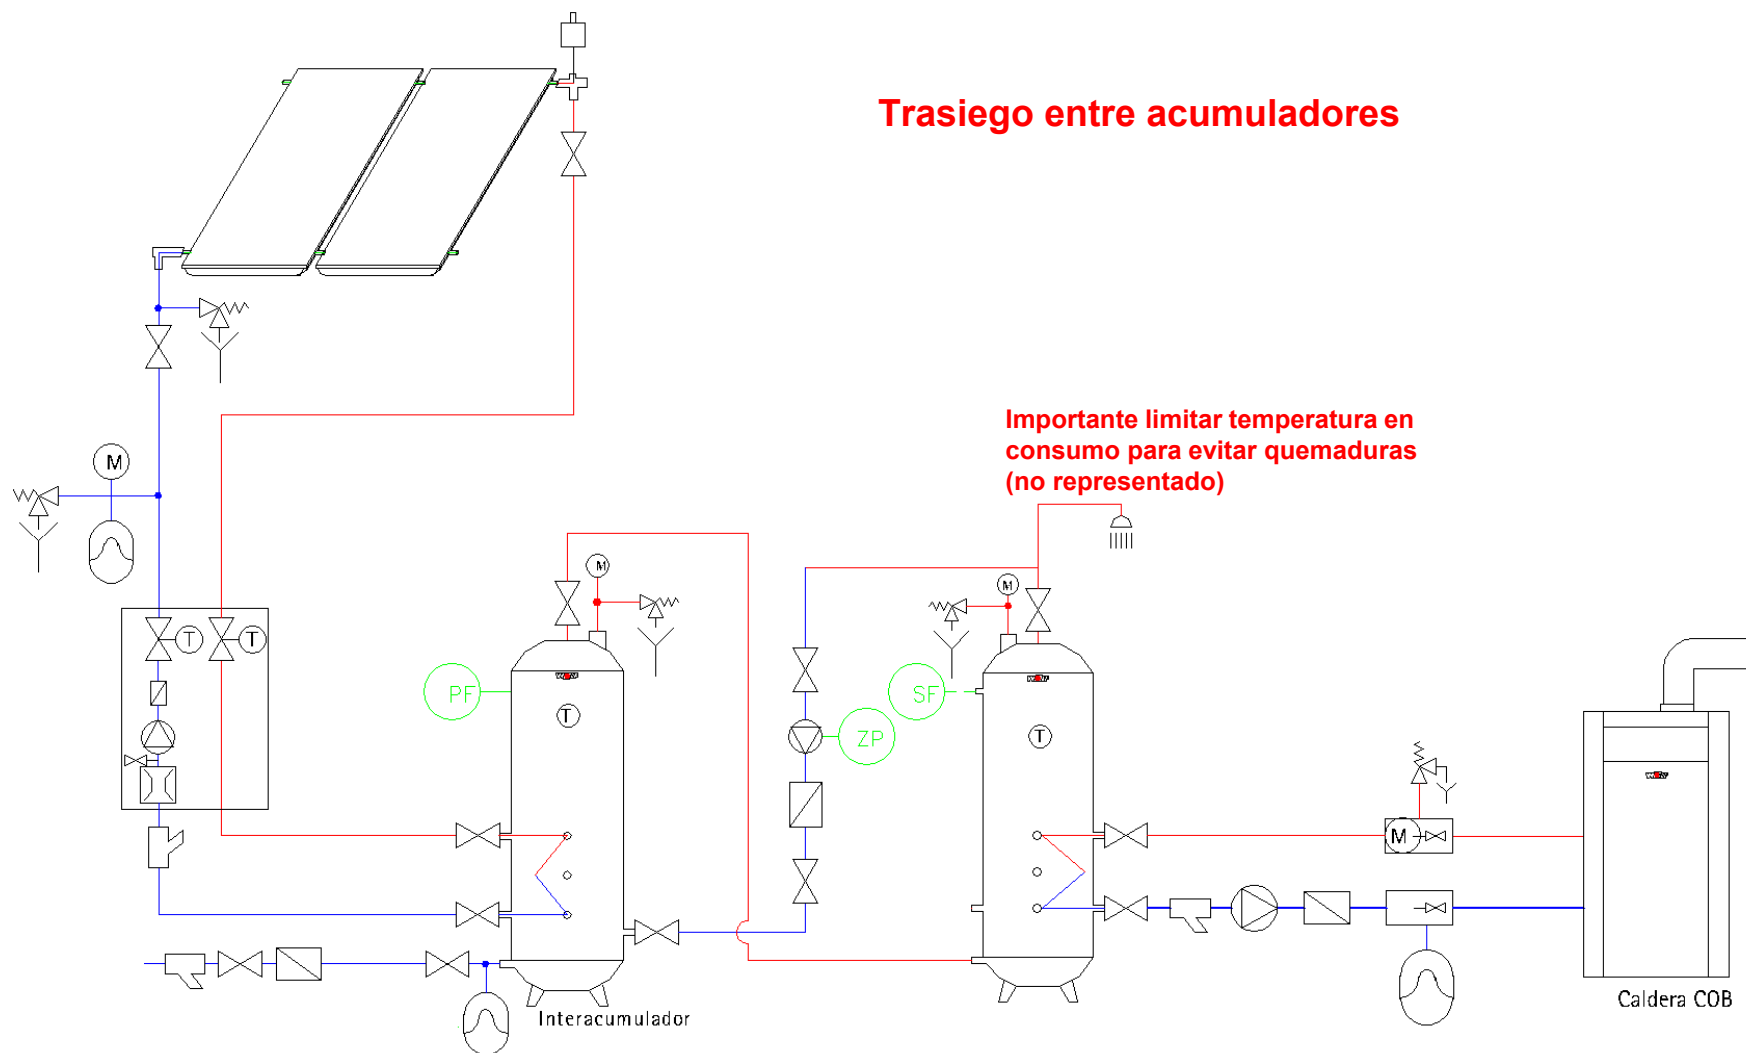 Trasiego entre acumuladores
Importante limitar temperatura en
consumo para evitar quemaduras
(no representado)
M
M
M
T
T
PF
SF
T
ZP
T
M
Interacumulador
Caldera COB